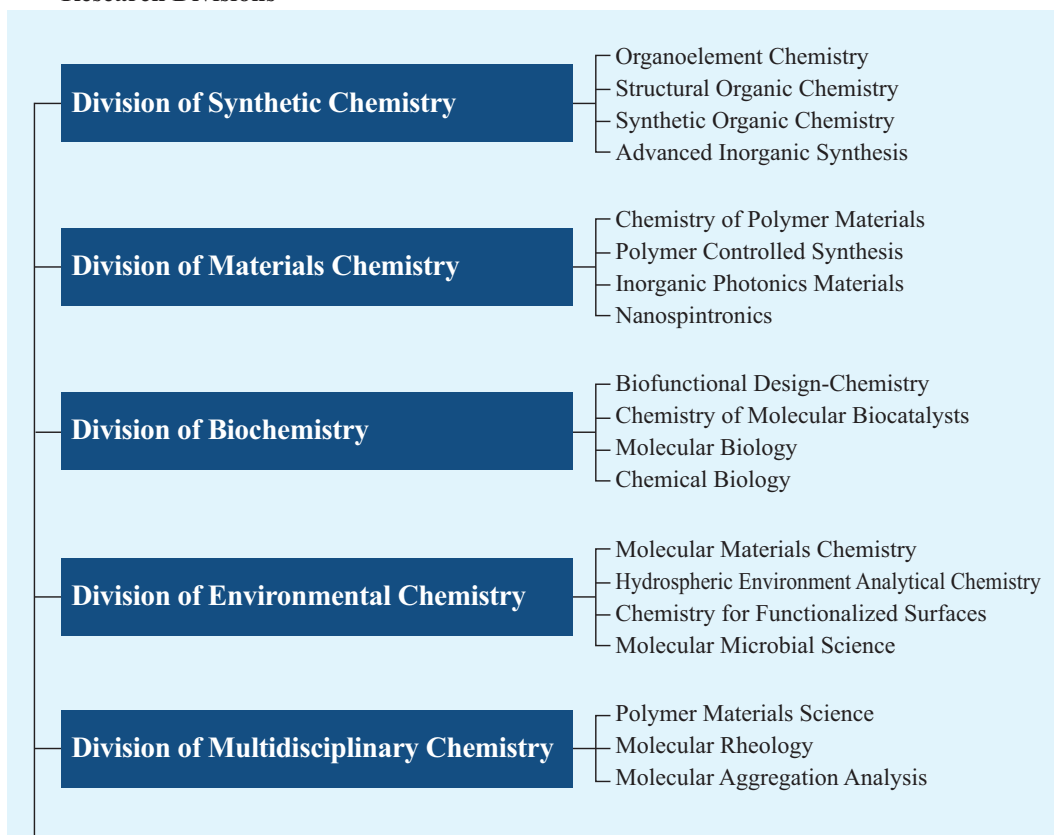 Research Divisions
Division of Synthetic Chemistry
Organoelement Chemistry
Structural Organic Chemistry
Synthetic Organic Chemistry
Advanced Inorganic Synthesis
Division of Materials Chemistry
Chemistry of Polymer Materials
Polymer Controlled Synthesis
Inorganic Photonics Materials
Nanospintronics
Division of Biochemistry
Biofunctional Design-Chemistry
Chemistry of Molecular Biocatalysts
Molecular Biology
Chemical Biology
Division of Environmental Chemistry
Molecular Materials Chemistry
Hydrospheric Environment Analytical Chemistry
Chemistry for Functionalized Surfaces
Molecular Microbial Science
Division of Multidisciplinary Chemistry
Polymer Materials Science
Molecular Rheology
Molecular Aggregation Analysis